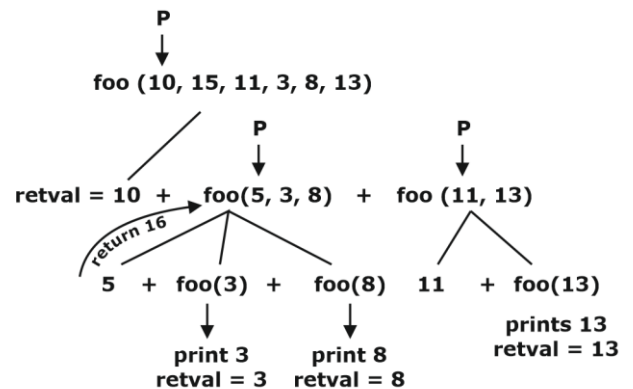 P
foo (10, 15, 11, 3, 8, 13)
P P
retval = 10 + foo(5, 3, 8) + foo (11, 13)
return 16
5 + foo(3) + foo(8) 11 + foo(13)
print 3 print 8 prints 13
retval = 3 retval = 8 retval = 13